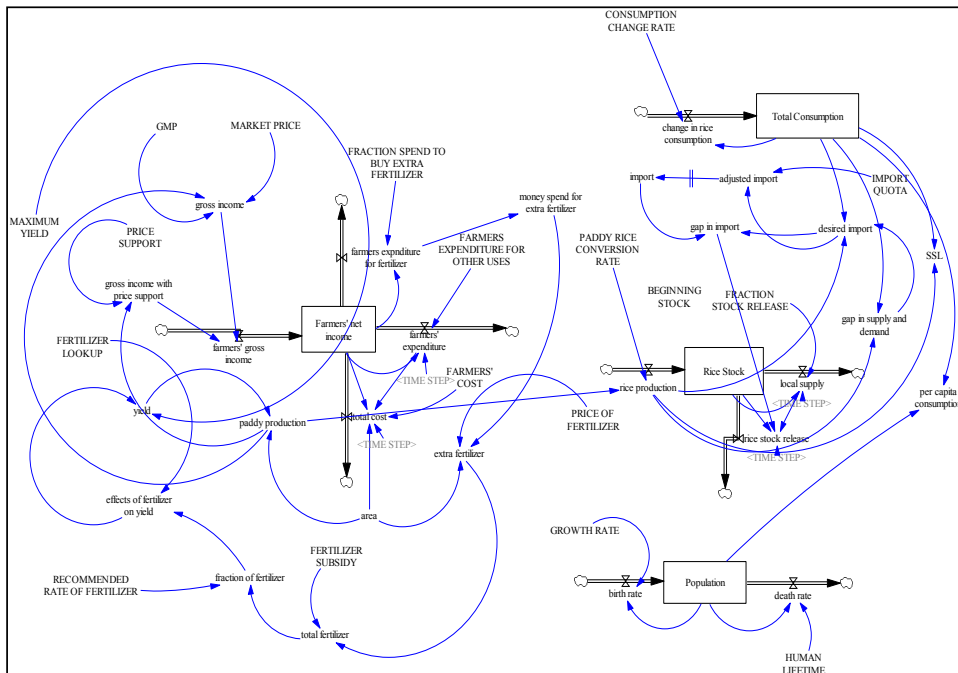 CONSUMPTION
CHANGE RATE
GMP
MARKET PRICE
Total Consumption
change in rice
consumption
FRACTION SPEND TO
BUY EXTRA
FERTILIZER
import
adjusted import
IMPORT
QUOTA
money spend for
extra fertilizer
gross income
MAXIMUM
YIELD
PRICE
SUPPORT
gap in import
desired import
farmers expnditure
for fertilizer
FARMERS
EXPENDITURE FOR
OTHER USES
PADDY RICE
CONVERSION
RATE
SSL
gross income with
price support
BEGINNING
STOCK
FRACTION
STOCK RELEASE
Farmers' net
income
gap in supply and
demand
FERTILIZER
LOOKUP
farmers' gross
income
farmers'
expenditure
Rice Stock
<TIME STEP>
FARMERS'
COST
rice production
local supply
<TIME STEP>
per capita
consumption
yield
total cost
PRICE OF
FERTILIZER
paddy production
rice stock release
<TIME STEP>
extra fertilizer
<TIME STEP>
effects of fertilizer
on yield
area
GROWTH RATE
FERTILIZER
SUBSIDY
RECOMMENDED
RATE OF FERTILIZER
fraction of fertilizer
Population
birth rate
death rate
total fertilizer
HUMAN
LIFETIME